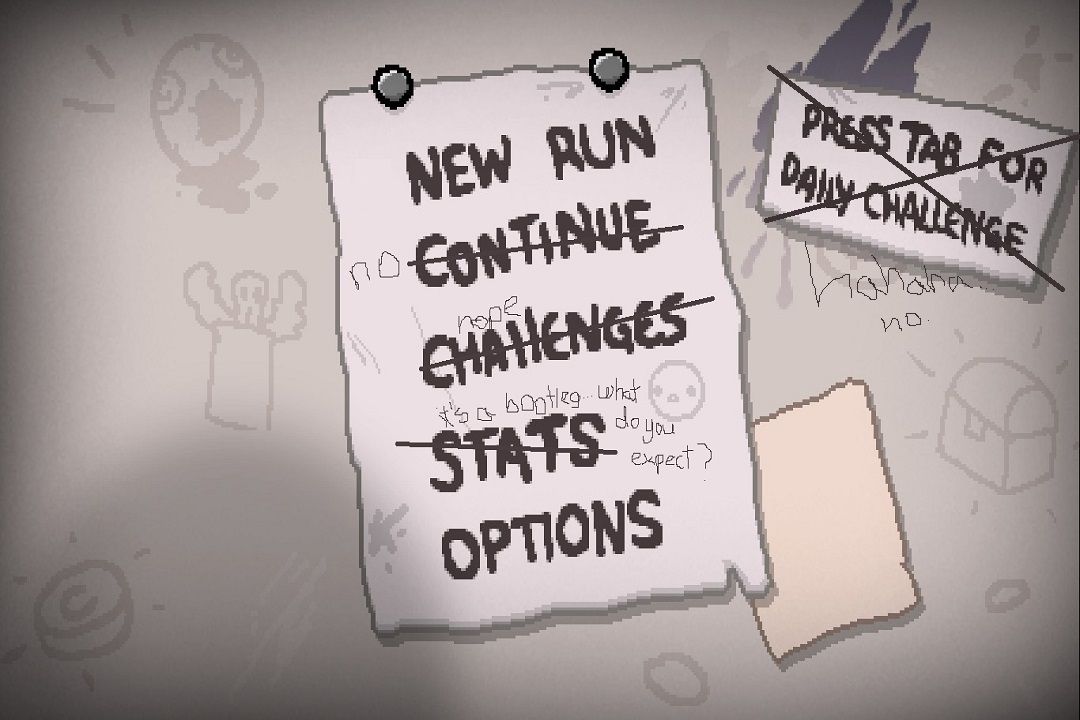 NEW RUN
no CONTINUE
nope
CHALLENGES
it's a bootleg.. what
do you
expect?
STATS
OPTIONS
PRESS TAB FOR
DAILY CHALLENGE
hahaha..
no.